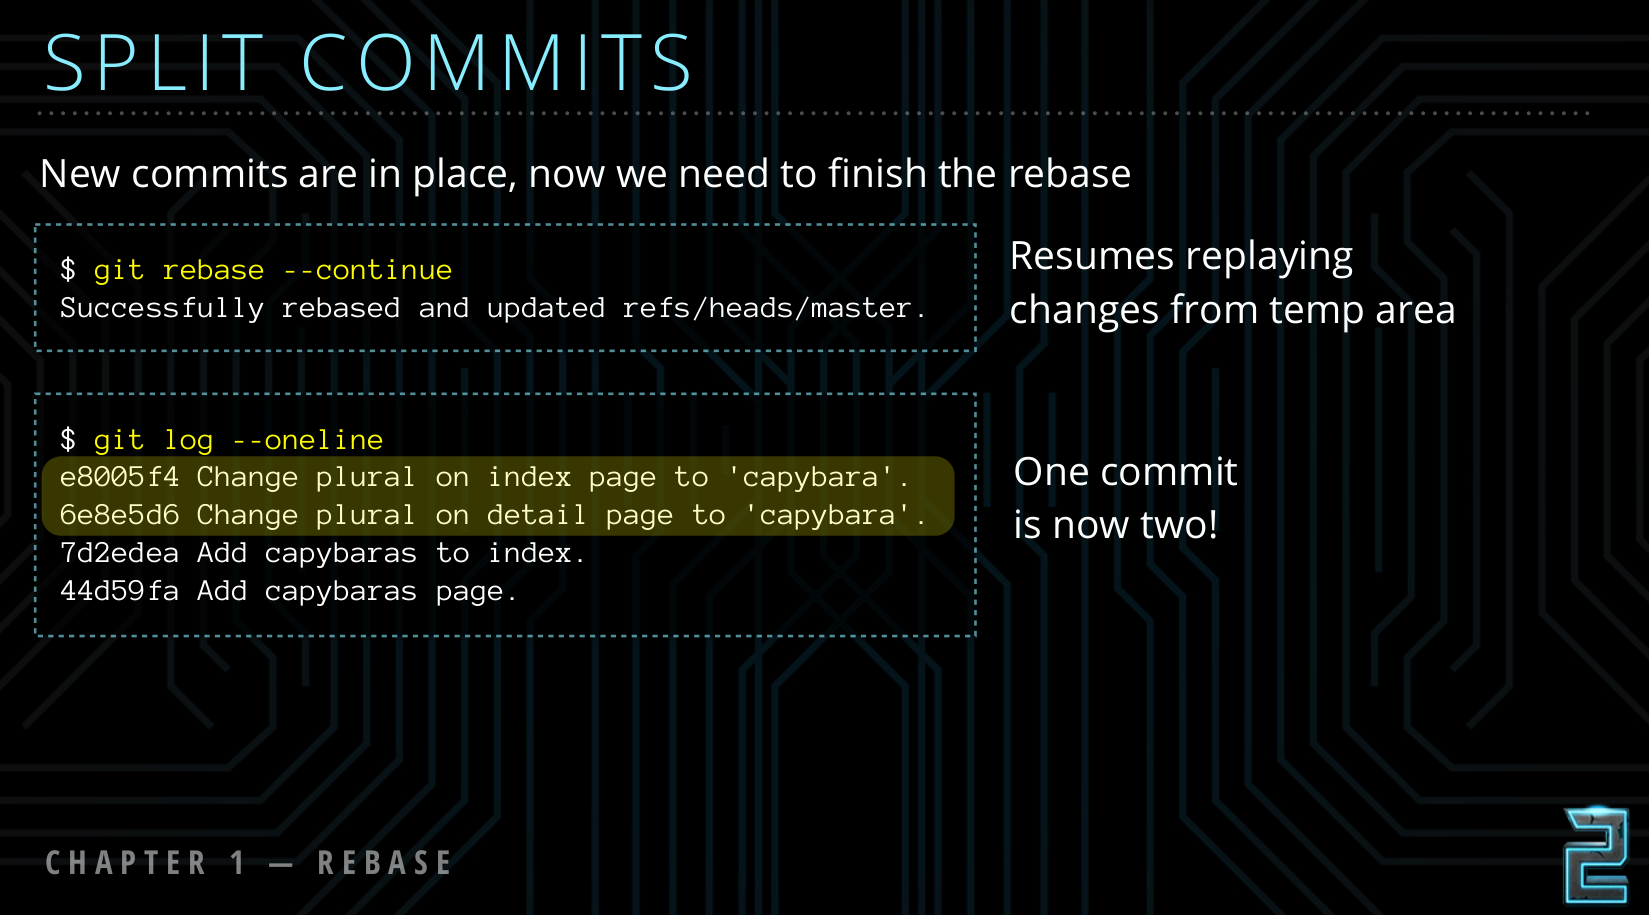 SPLIT COMMITS
New commits are in place, now we need to finish the rebase
$ git rebase --continue
Successfully rebased and updated refs/heads/master.
Resumes replaying
changes from temp area
$ git log --oneline
e8005f4 Change plural on index page to 'capybara'.
6e8e5d6 Change plural on detail page to 'capybara'.
7d2edea Add capybaras to index.
44d59fa Add capybaras page.
One commit
is now two!
CHAPTER 1 — REBASE
2